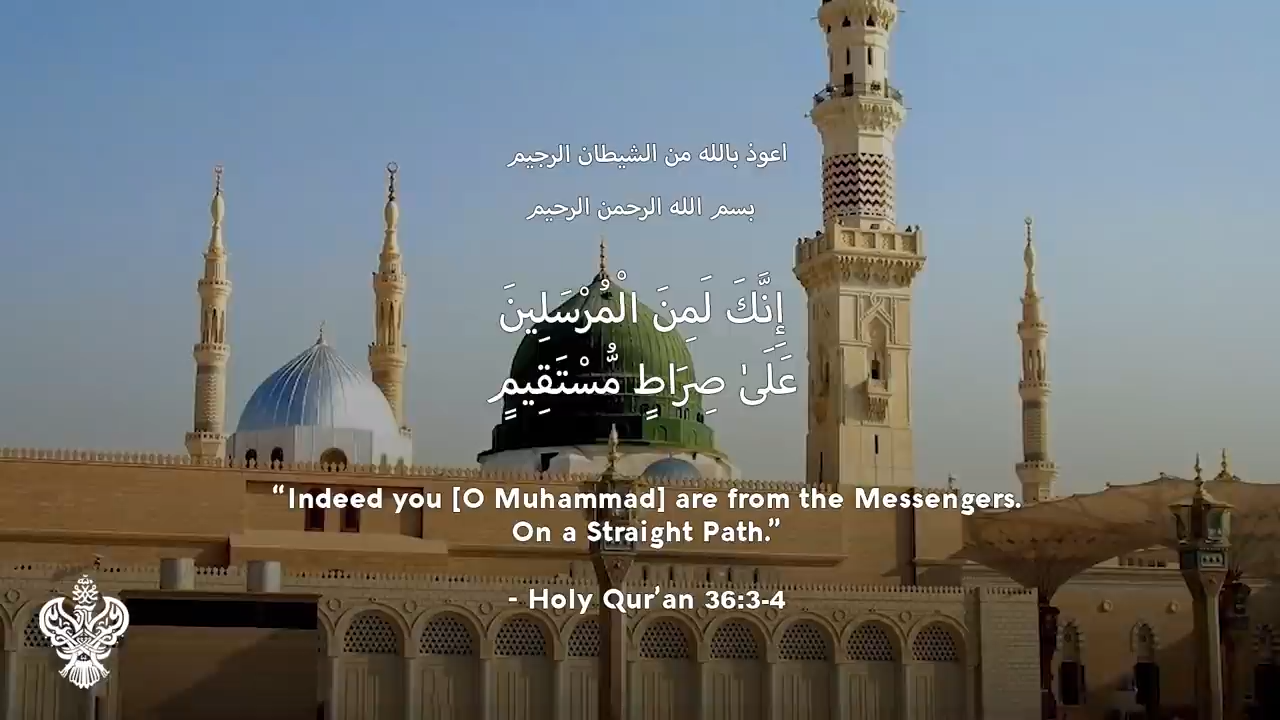 اعوذ بالله من الشيطان الرجيم
بسم الله الرحمن الرحيم
إِنَّكَ لَمِنَ الْمُرْسَلِينَ
عَلَىٰ صِرَاطٍ مُّسْتَقِيمٍ
“Indeed you [O Muhammad] are from the Messengers.
On a Straight Path.”
- Holy Qur'an 36:3-4